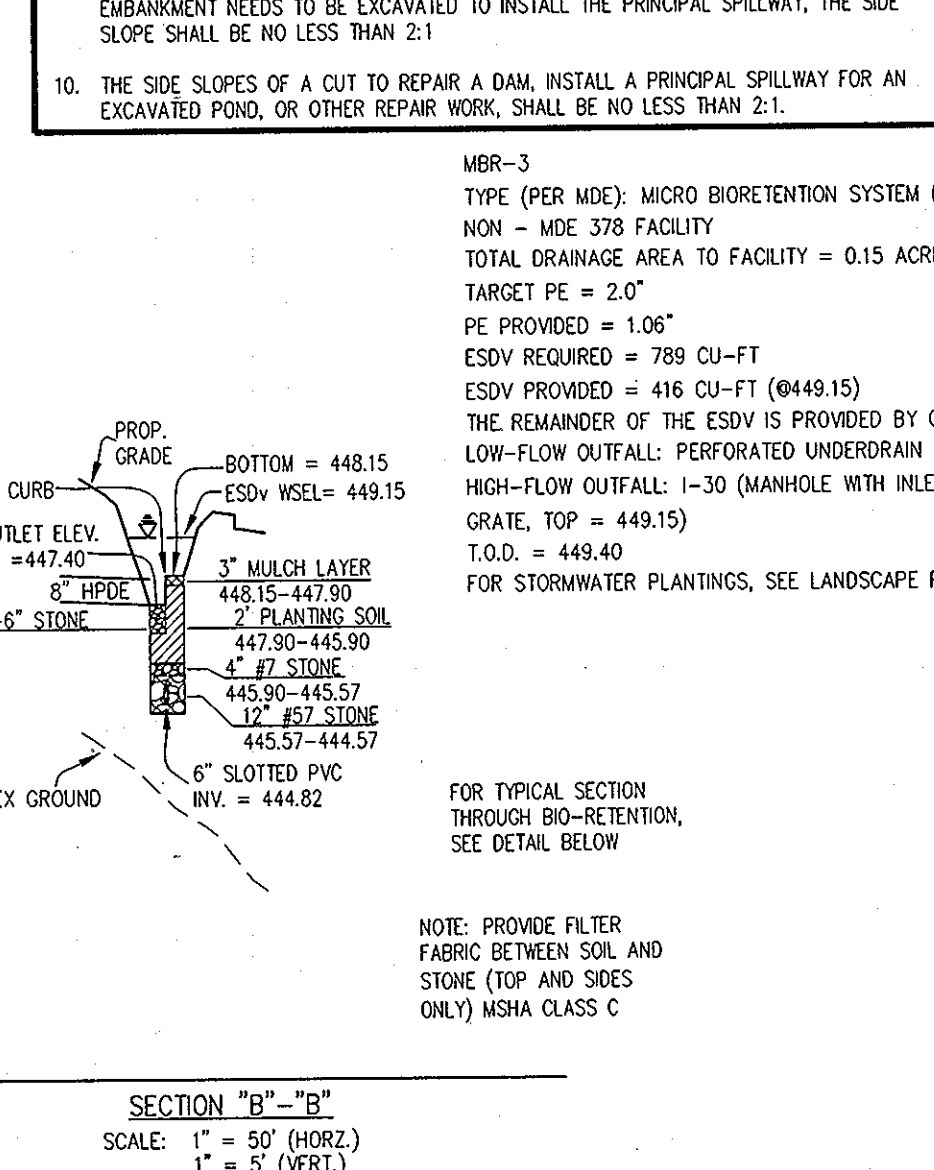 EMBANKMENT NEEDS TO BE EXCAVATED TO INSTALL THE PRINCIPAL SPILLWAY, THE SIDE
SLOPE SHALL BE NO LESS THAN 2:1
10. THE SIDE SLOPES OF A CUT TO REPAIR A DAM, INSTALL A PRINCIPAL SPILLWAY FOR AN
EXCAVATED POND, OR OTHER REPAIR WORK, SHALL BE NO LESS THAN 2:1.
MBR-3
TYPE (PER MDE): MICRO BIORETENTION SYSTEM (
NON - MDE 378 FACILITY
TOTAL DRAINAGE AREA TO FACILITY = 0.15
TARGET PE = 2.0"
PE PROVIDED = 1.06"
ESDV REQUIRED = 789 CU-FT
ESDV PROVIDED = 416 CU-FT (@449.15)
THE REMAINDER OF THE ESDV IS PROVIDED BY
LOW-FLOW OUTFALL: PERFORATED UNDERDRAIN
HIGH-FLOW OUTFALL: I-30 (MANHOLE WITH
GRATE, TOP = 449.15)
T.O.D. = 449.40
FOR STORMWATER PLANTINGS, SEE LANDSCAPE
PROP.
GRADE
CURB
BOTTOM = 448.15
ESDv WSEL= 449.15
ELEV.
=447.40
8" HPDE
6" STONE
3" MULCH LAYER
448.15-447.90
2' PLANTING SOIL
447.90-445.90
4" #7 STONE
445.90-445.57
12" #57 STONE
445.57-444.57
6" SLOTTED PVC
INV. = 444.82
EX GROUND
FOR TYPICAL SECTION
THROUGH BIO-RETENTION,
SEE DETAIL BELOW
NOTE: PROVIDE FILTER
FABRIC BETWEEN SOIL AND
STONE (TOP AND SIDES
ONLY) MSHA CLASS C
SECTION "B"-"B"
SCALE: 1" = 50' (HORZ.)
1" = 5' (VERT.)